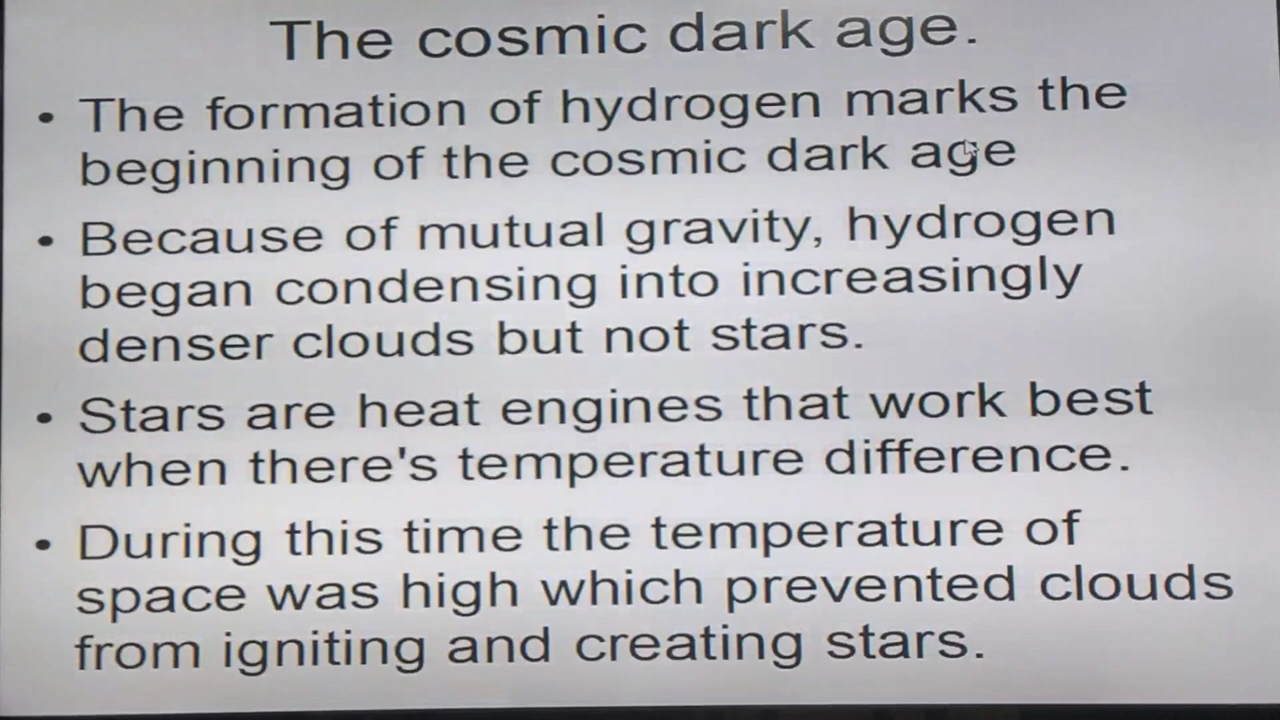 The cosmic dark age.
• The formation of hydrogen marks the
beginning of the cosmic dark age
• Because of mutual gravity, hydrogen
began condensing into increasingly
denser clouds but not stars.
• Stars are heat engines that work best
when there's temperature difference.
• During this time the temperature of
space was high which prevented clouds
from igniting and creating stars.